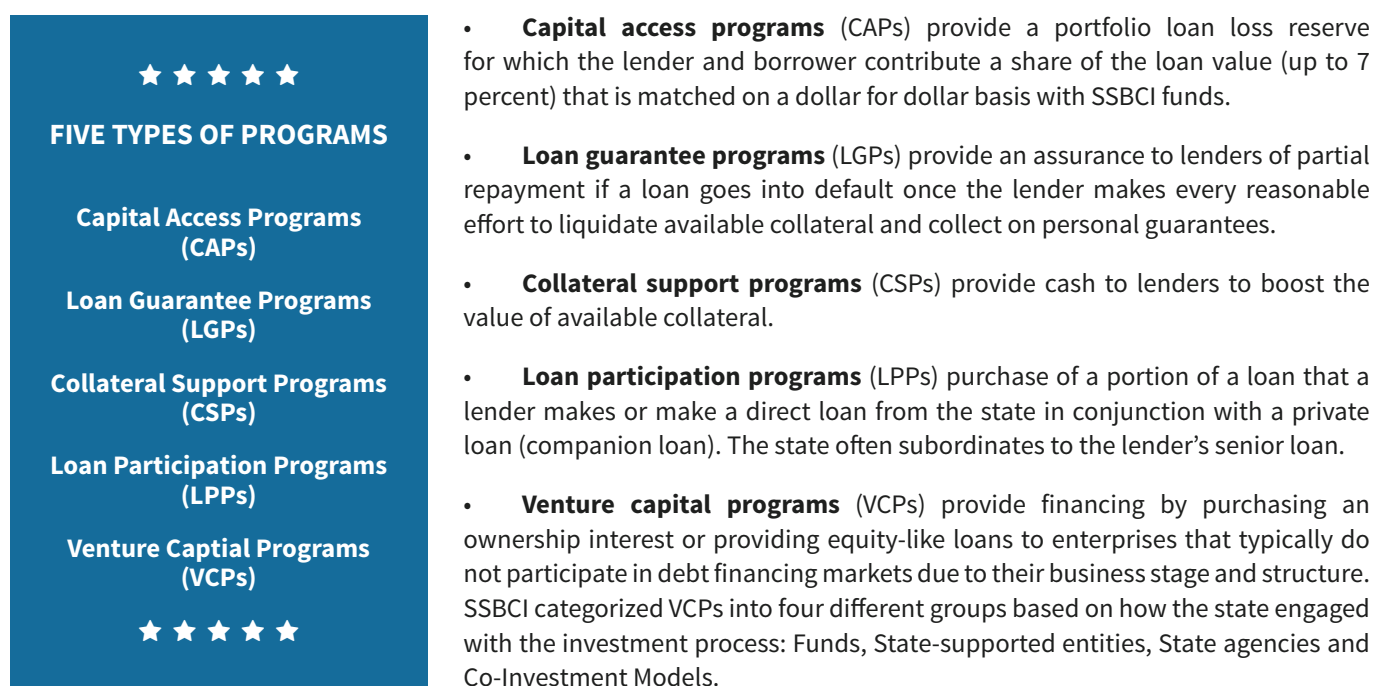 FIVE TYPES OF PROGRAMS
Capital Access Programs
(CAPs)
Loan Guarantee Programs
(LGPs)
Collateral Support Programs
(CSPs)
Loan Participation Programs
(LPPs)
Venture Captial Programs
(VCPs)
• Capital access programs (CAPs) provide a portfolio loan loss reserve
for which the lender and borrower contribute a share of the loan value (up to 7
percent) that is matched on a dollar for dollar basis with SSBCI funds.
• Loan guarantee programs (LGPs) provide an assurance to lenders of partial
repayment if a loan goes into default once the lender makes every reasonable
effort to liquidate available collateral and collect on personal guarantees.
• Collateral support programs (CSPs) provide cash to lenders to boost the
value of available collateral.
• Loan participation programs (LPPs) purchase of a portion of a loan that a
lender makes or make a direct loan from the state in conjunction with a private
loan (companion loan). The state often subordinates to the lender’s senior loan.
• Venture capital programs (VCPs) provide financing by purchasing an
ownership interest or providing equity-like loans to enterprises that typically do
not participate in debt financing markets due to their business stage and structure.
SSBCI categorized VCPs into four different groups based on how the state engaged
with the investment process: Funds, State-supported entities, State agencies and
Co-Investment Models.